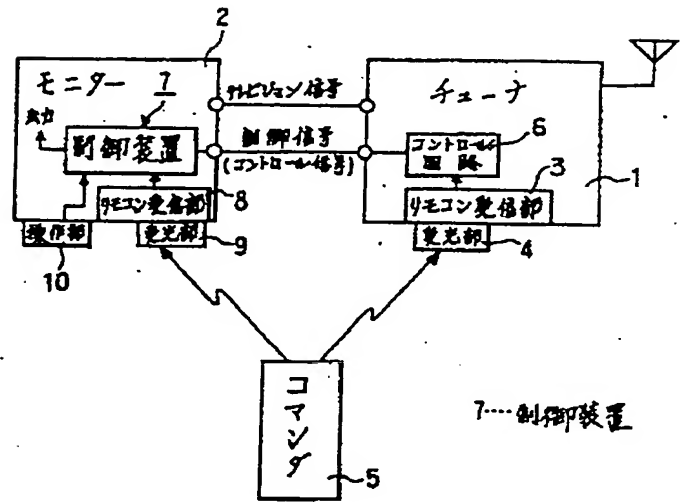 2
モニター 7
テレビジョン信号
チューナ
出力
制御装置
制御信号
(コントロール信号)
コントロール
回路
6
3
1
リモコン受信部
8
リモコン受信部
操作部
受光部
9
受光部
4
10
コマンダ
5
7‥‥制御装置